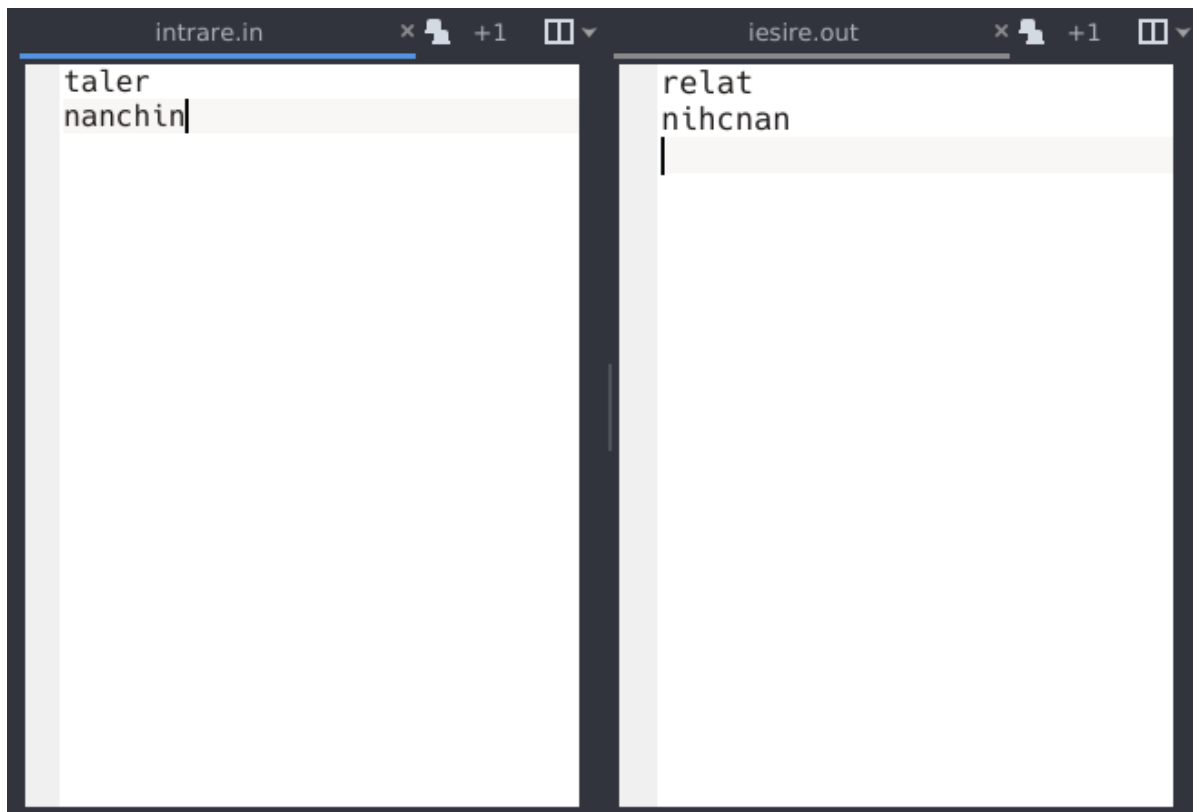 intrare.in × +1
iesire.out × +1
taler
nanchin
relat
nihcnan